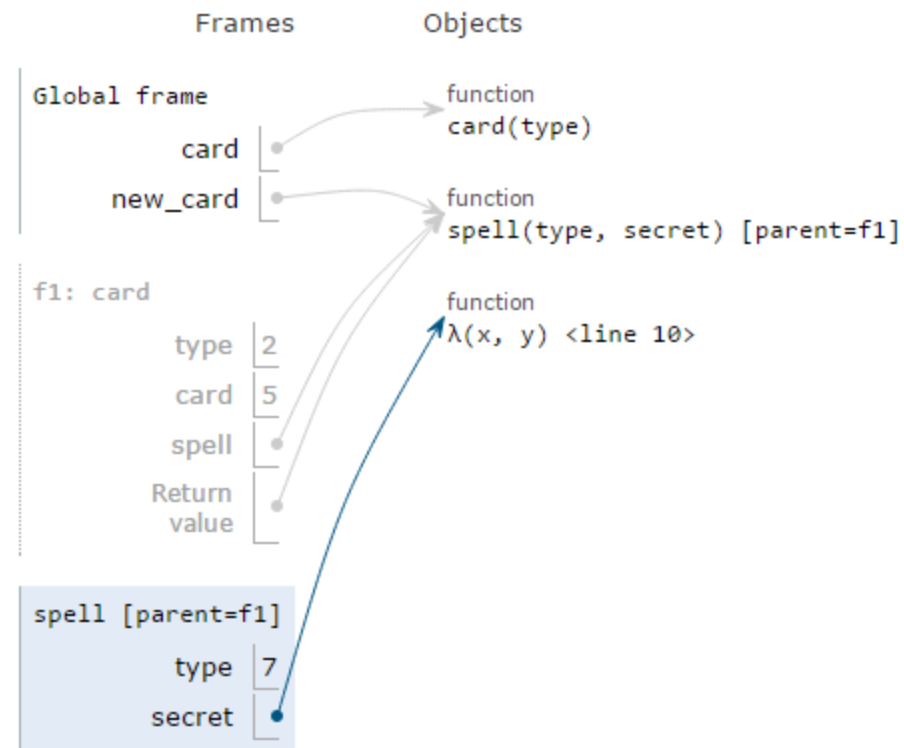 Frames Objects
Global frame
card
new_card
function
card(type)
function
spell(type, secret) [parent=f1]
function
λ(x, y) <line 10>
f1: card
type 2
card 5
spell
Return
value
spell [parent=f1]
type 7
secret